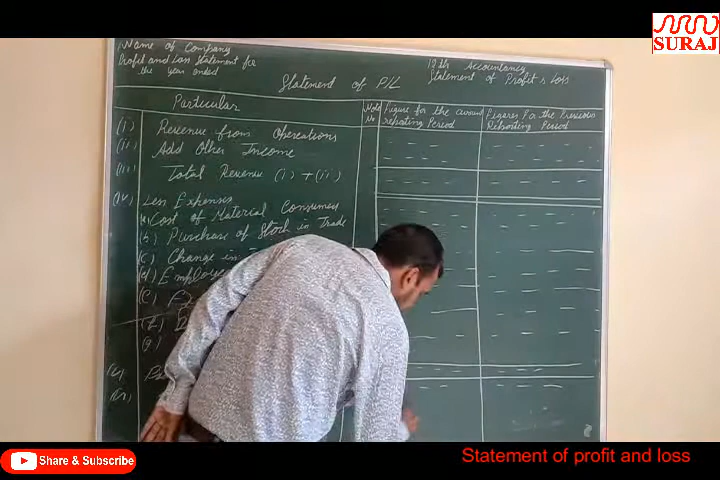 SURAJ
Name of Company
Profit and Loss Statement for
the year ended
12th Accountancy
Statement of Profit & Loss
Statement of P/L
Particular
Note No
Figure for the current reporting Period
Figures For the Previous Reporting Period
(i) Revenue from Operations
(ii) Add Other Income
(iii) Total Revenue (i) + (ii)
(iv) Less Expenses
(a) Cost of Material Consumers
(b) Purchase of Stock in Trade
(c) Change in
(d) Employee
(e)
(f)
(g)
(v)
Share & Subscribe
Statement of profit and loss